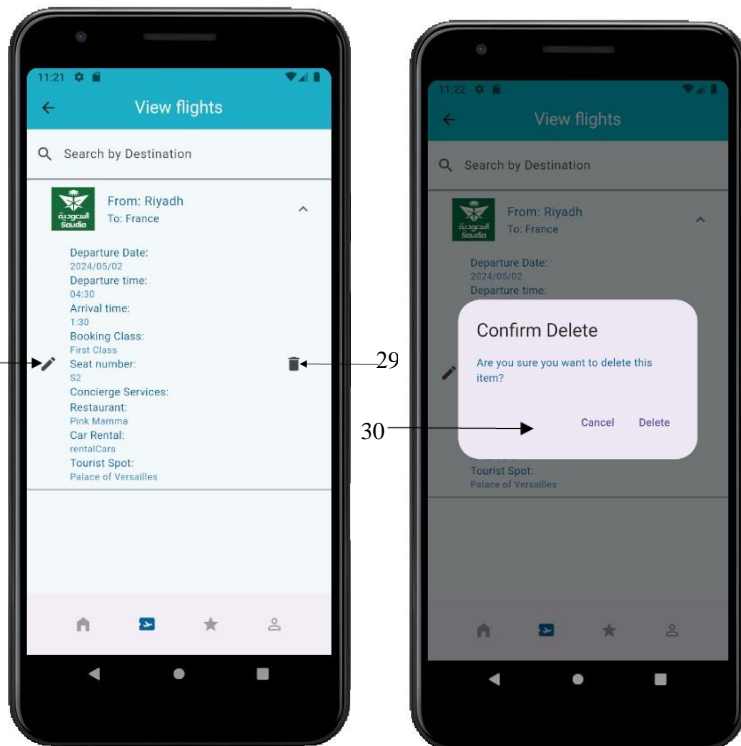 11:21
View flights
Search by Destination
السعودية
Saudia
From: Riyadh
To: France
Departure Date:
2024/05/02
Departure time:
04:30
Arrival time:
1:30
Booking Class:
First Class
Seat number:
S2
Concierge Services:
Restaurant:
Pink Mamma
Car Rental:
rentalCars
Tourist Spot:
Palace of Versailles
29
11:22
View flights
Search by Destination
السعودية
Saudia
From: Riyadh
To: France
Departure Date:
2024/05/02
Departure time:
Confirm Delete
Are you sure you want to delete this
item?
Cancel Delete
30
Tourist Spot:
Palace of Versailles